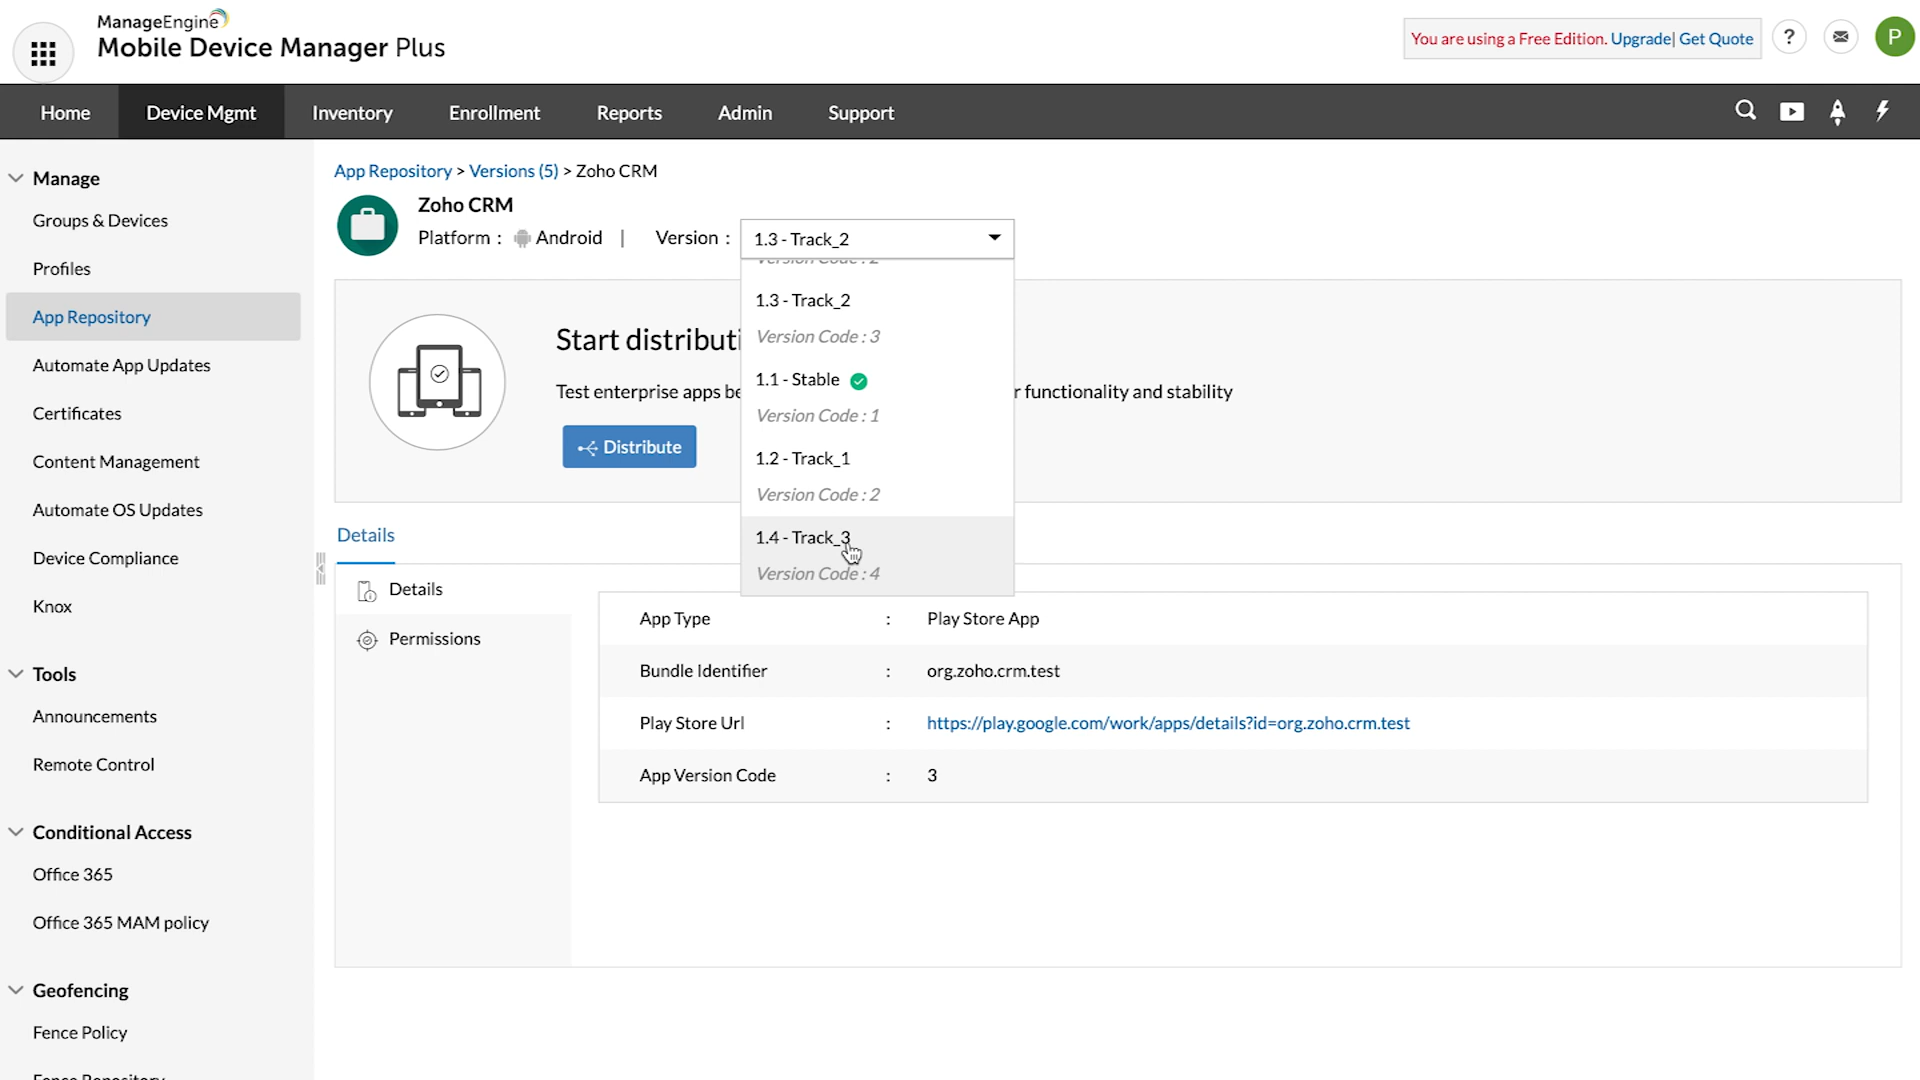 ManageEngine
Mobile Device Manager Plus
You are using a Free Edition. Upgrade| Get Quote
?
P
Home
Device Mgmt
Inventory
Enrollment
Reports
Admin
Support
Manage
Groups & Devices
Profiles
App Repository
Automate App Updates
Certificates
Content Management
Automate OS Updates
Device Compliance
Knox
Tools
Announcements
Remote Control
Conditional Access
Office 365
Office 365 MAM policy
Geofencing
Fence Policy
Fence Repository
App Repository > Versions (5) > Zoho CRM
Zoho CRM
Platform : Android | Version : 1.3 - Track_2
Version Code : 2
1.3 - Track_2
Version Code : 3
1.1 - Stable
Version Code : 1
1.2 - Track_1
Version Code : 2
1.4 - Track_3
Version Code : 4
Start distributi
Test enterprise apps be r functionality and stability
Distribute
Details
Details
Permissions
App Type : Play Store App
Bundle Identifier : org.zoho.crm.test
Play Store Url : https://play.google.com/work/apps/details?id=org.zoho.crm.test
App Version Code : 3